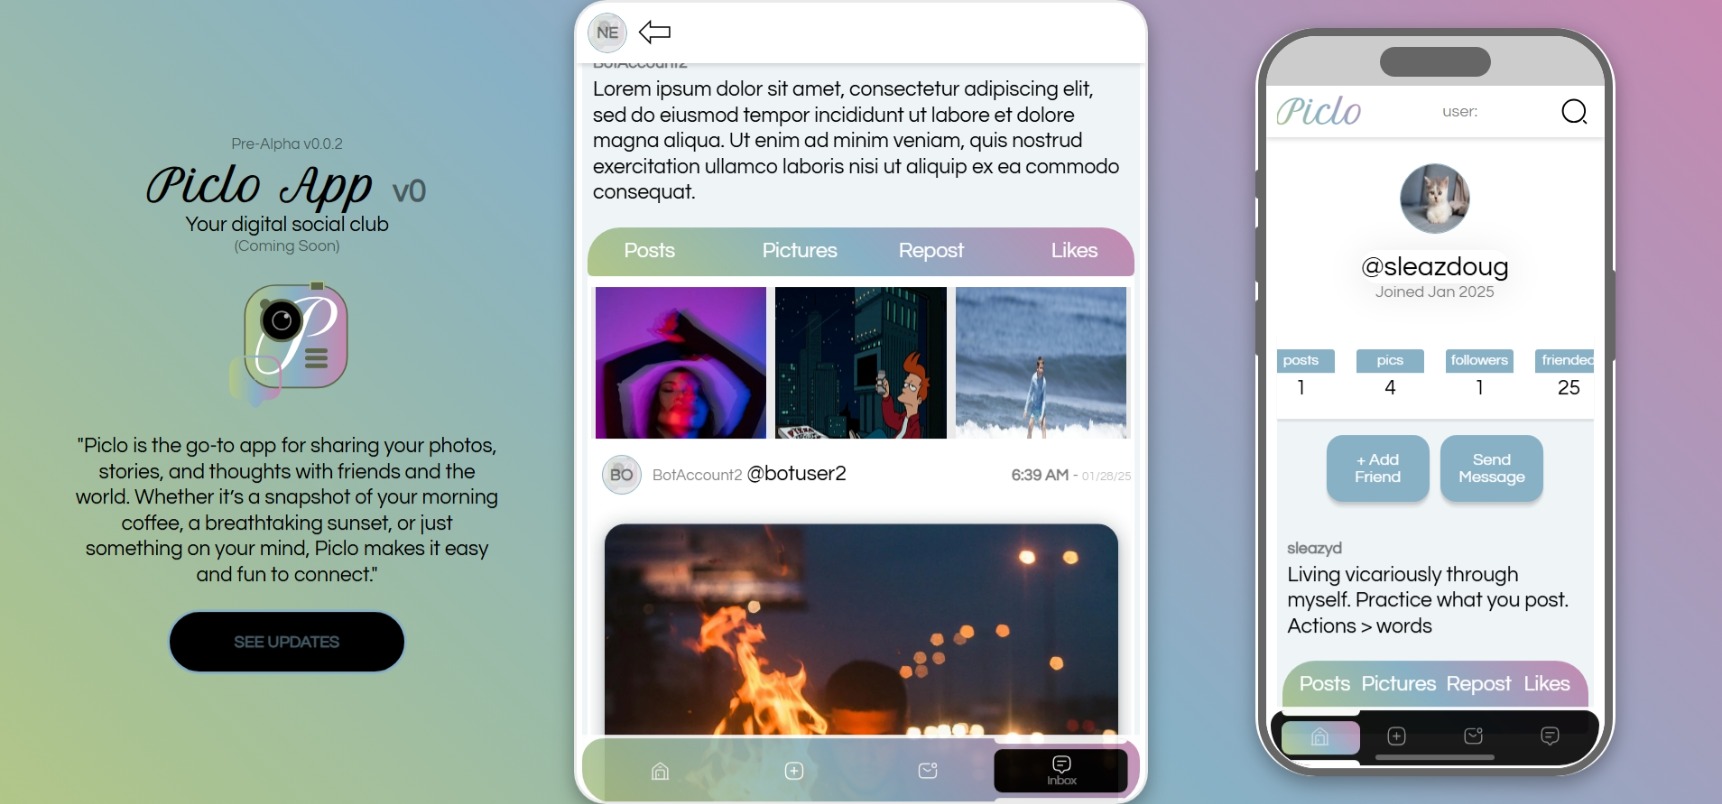 Pre-Alpha v0.0.2
Piclo App v0
Your digital social club
(Coming Soon)
P
"Piclo is the go-to app for sharing your photos,
stories, and thoughts with friends and the
world. Whether it's a snapshot of your morning
coffee, a breathtaking sunset, or just
something on your mind, Piclo makes it easy
and fun to connect."
SEE UPDATES
NE
BotAccount2
Lorem ipsum dolor sit amet, consectetur adipiscing elit,
sed do eiusmod tempor incididunt ut labore et dolore
magna aliqua. Ut enim ad minim veniam, quis nostrud
exercitation ullamco laboris nisi ut aliquip ex ea commodo
consequat.
Posts Pictures Repost Likes
BO BotAccount2 @botuser2 6:39 AM - 01/28/25
Inbox
Piclo user:
@sleazdoug
Joined Jan 2025
posts pics followers friended
1 4 1 25
+ Add
Friend
Send
Message
sleazyd
Living vicariously through
myself. Practice what you post.
Actions > words
Posts Pictures Repost Likes